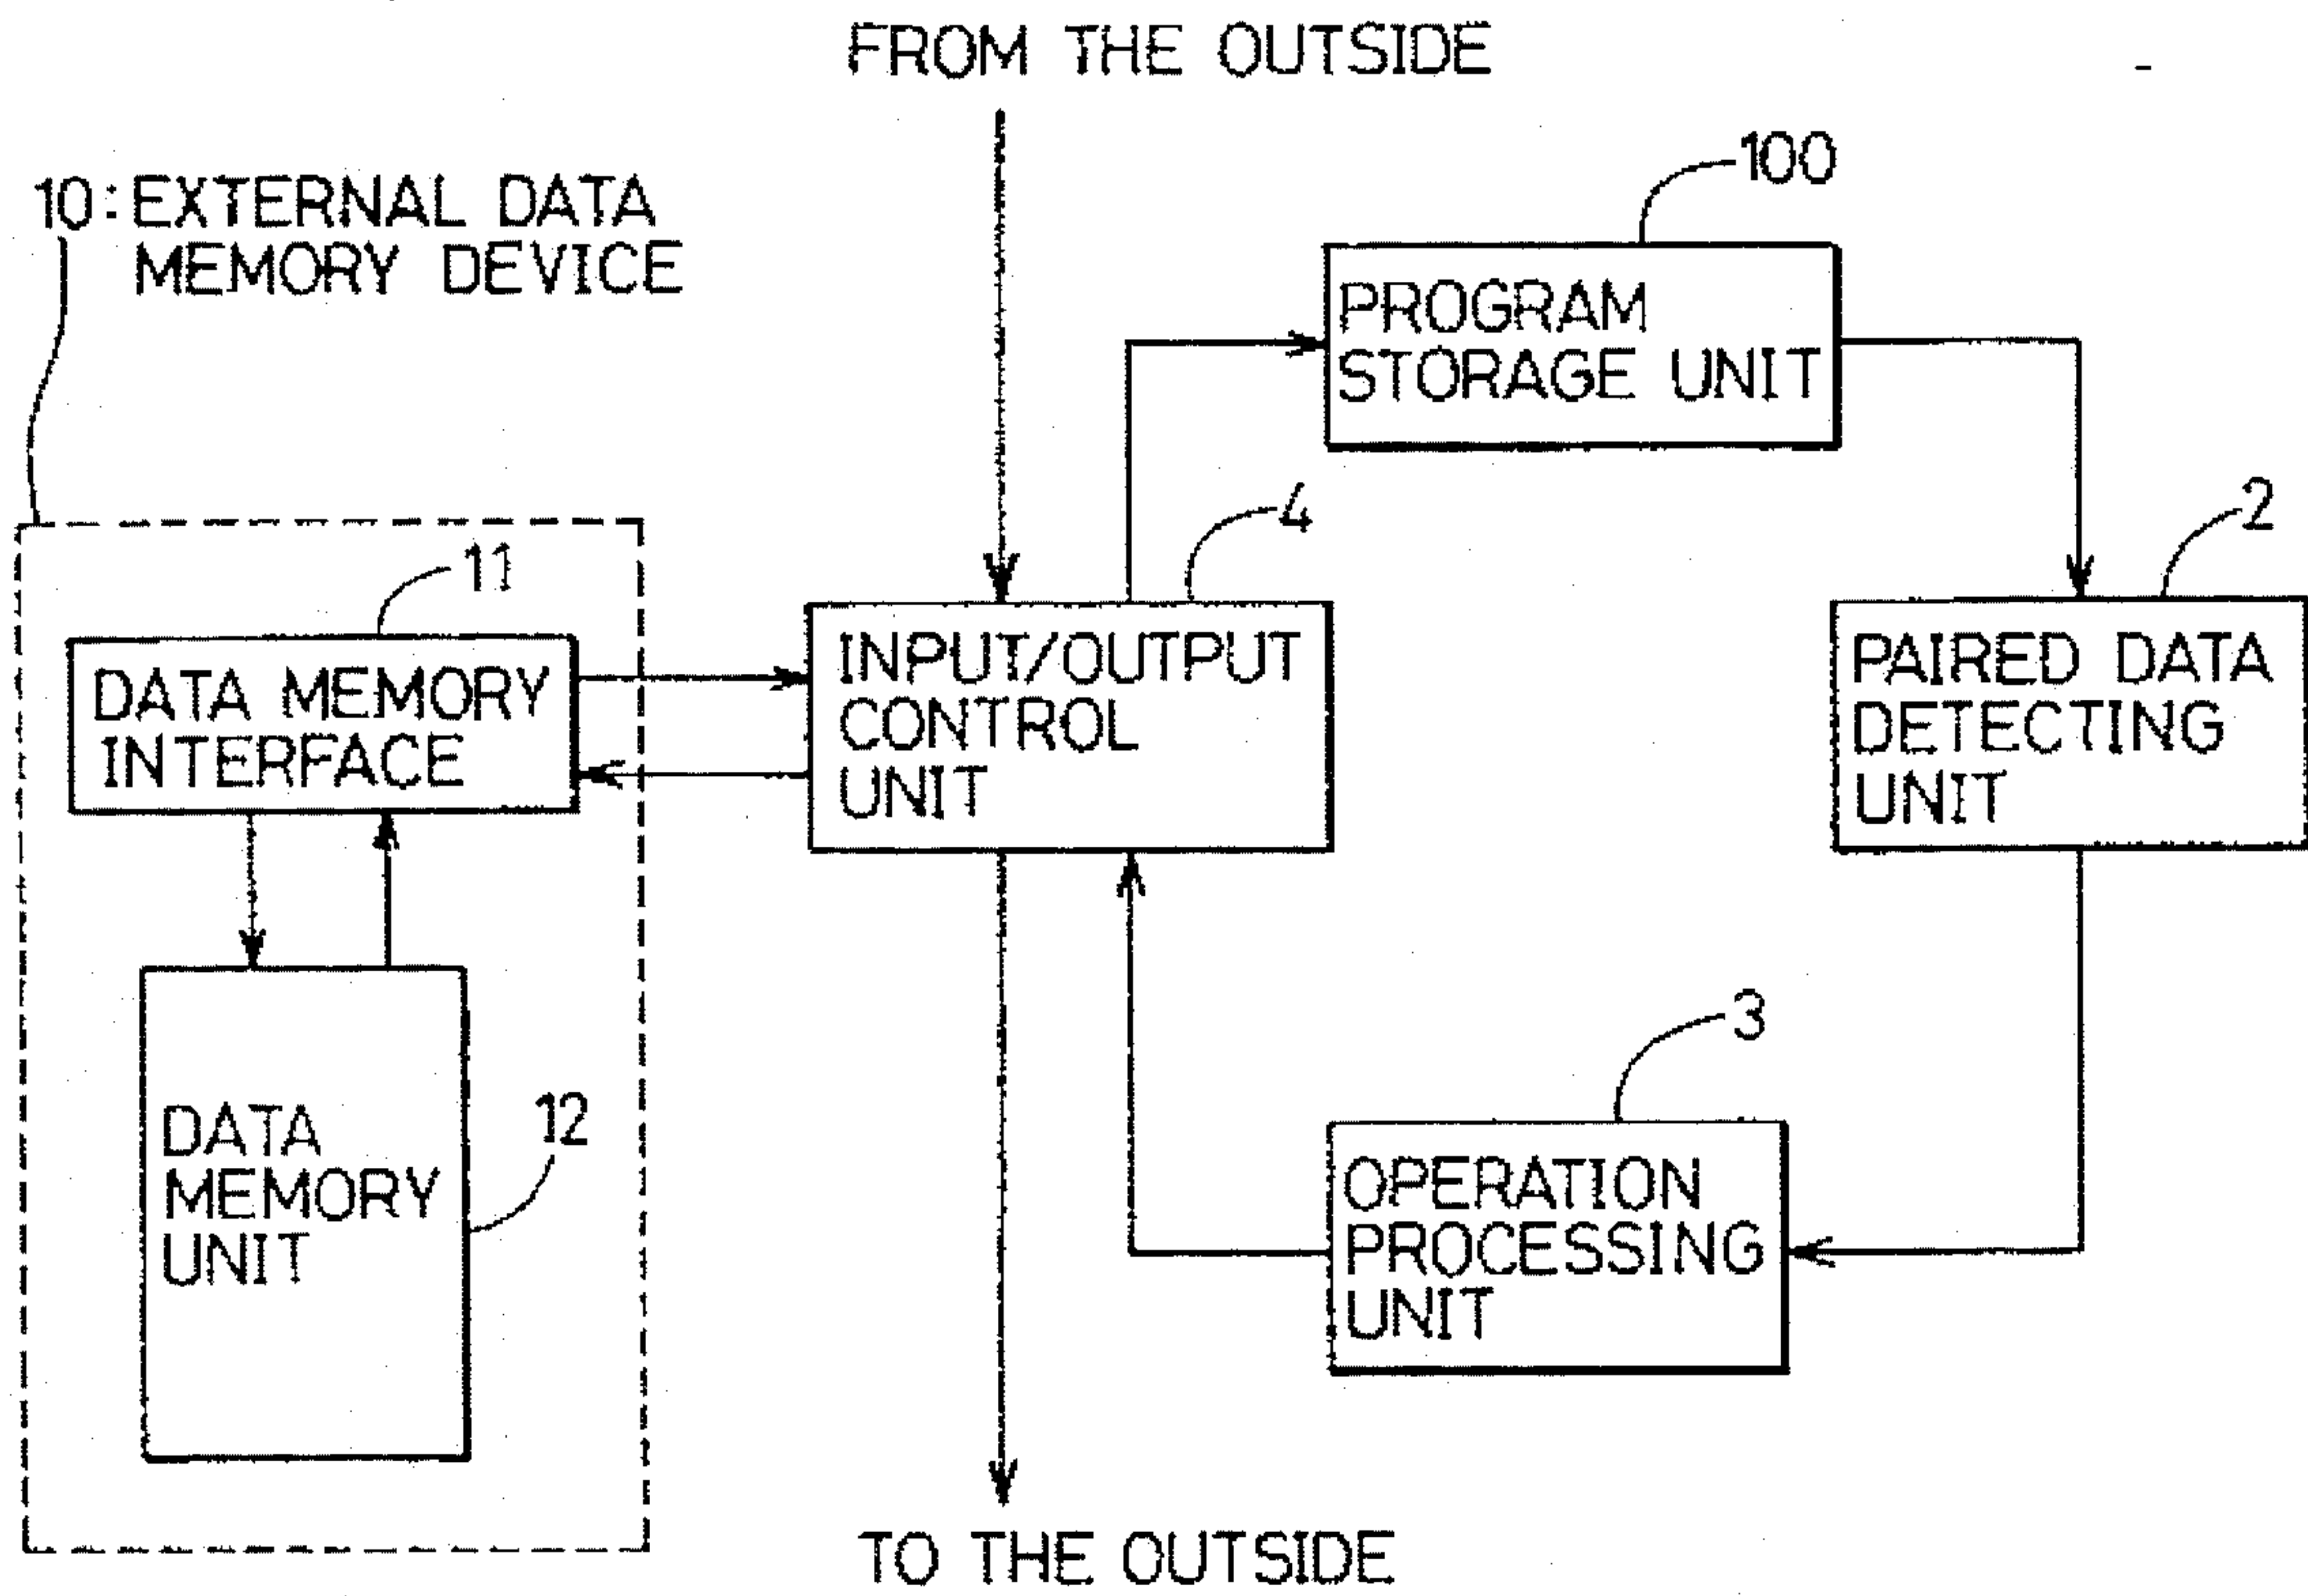 FROM THE OUTSIDE
100
10: EXTERNAL DATA
MEMORY DEVICE
PROGRAM
STORAGE UNIT
4
2
11
DATA MEMORY
INTERFACE
INPUT/OUTPUT
CONTROL
UNIT
PAIRED DATA
DETECTING
UNIT
3
12
DATA
MEMORY
UNIT
OPERATION
PROCESSING
UNIT
TO THE OUTSIDE